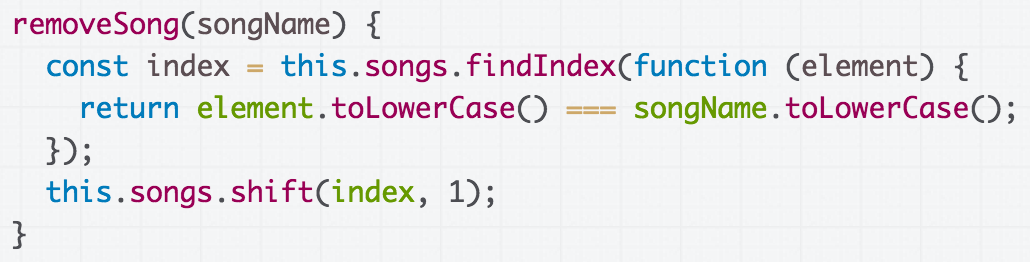 removeSong(songName) {
  const index = this.songs.findIndex(function (element) {
    return element.toLowerCase() === songName.toLowerCase();
  });
  this.songs.shift(index, 1);
}